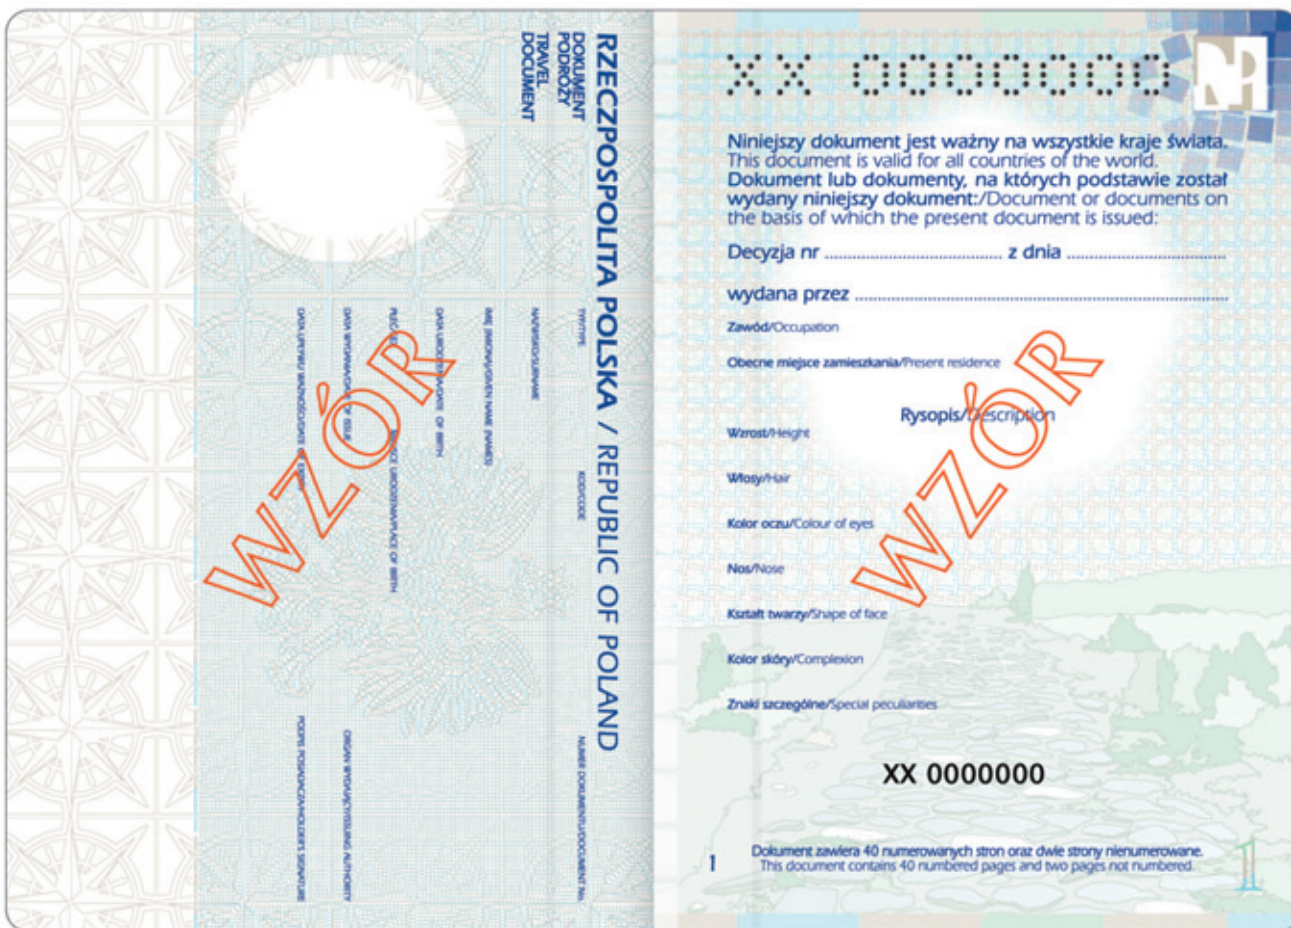 RZECZPOSPOLITA POLSKA / REPUBLIC OF POLAND
DOKUMENT
PODRÓŻY
TRAVEL
DOCUMENT
TYP/TYPE
KOD/CODE
NUMER DOKUMENTU/DOCUMENT No.
NAZWISKO/SURNAME
IMIĘ (IMIONA)/GIVEN NAME (NAMES)
DATA URODZENIA/DATE OF BIRTH
PŁEĆ/SEX
MIEJSCE URODZENIA/PLACE OF BIRTH
DATA WYDANIA/DATE OF ISSUE
ORGAN WYDAJĄCY/ISSUING AUTHORITY
DATA UPŁYWU WAŻNOŚCI/DATE OF EXPIRY
PODPIS POSIADACZA/HOLDER'S SIGNATURE
WZÓR
XX 0000000
Niniejszy dokument jest ważny na wszystkie kraje świata.
This document is valid for all countries of the world.
Dokument lub dokumenty, na których podstawie został
wydany niniejszy dokument:/Document or documents on
the basis of which the present document is issued:
Decyzja nr ........................................ z dnia ....................................
wydana przez ....................................................................................
Zawód/Occupation
Obecne miejsce zamieszkania/Present residence
Rysopis/Description
Wzrost/Height
Włosy/Hair
Kolor oczu/Colour of eyes
Nos/Nose
Kształt twarzy/Shape of face
Kolor skóry/Complexion
Znaki szczególne/Special peculiarities
WZÓR
XX 0000000
Dokument zawiera 40 numerowanych stron oraz dwie strony nienumerowane.
This document contains 40 numbered pages and two pages not numbered.
1
1